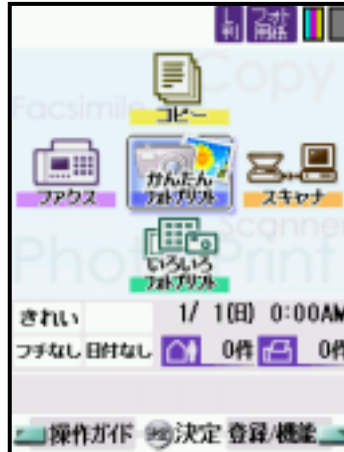 L判 フォト用紙
Copy
コピー
Facsimile
ファクス
かんたん
フォトプリント
スキャナ
Scanner
いろいろ
フォトプリント
Photo Print
きれい 1/ 1(日) 0:00AM
フチなし 日付なし 0件 0件
操作ガイド 決定 登録/機能